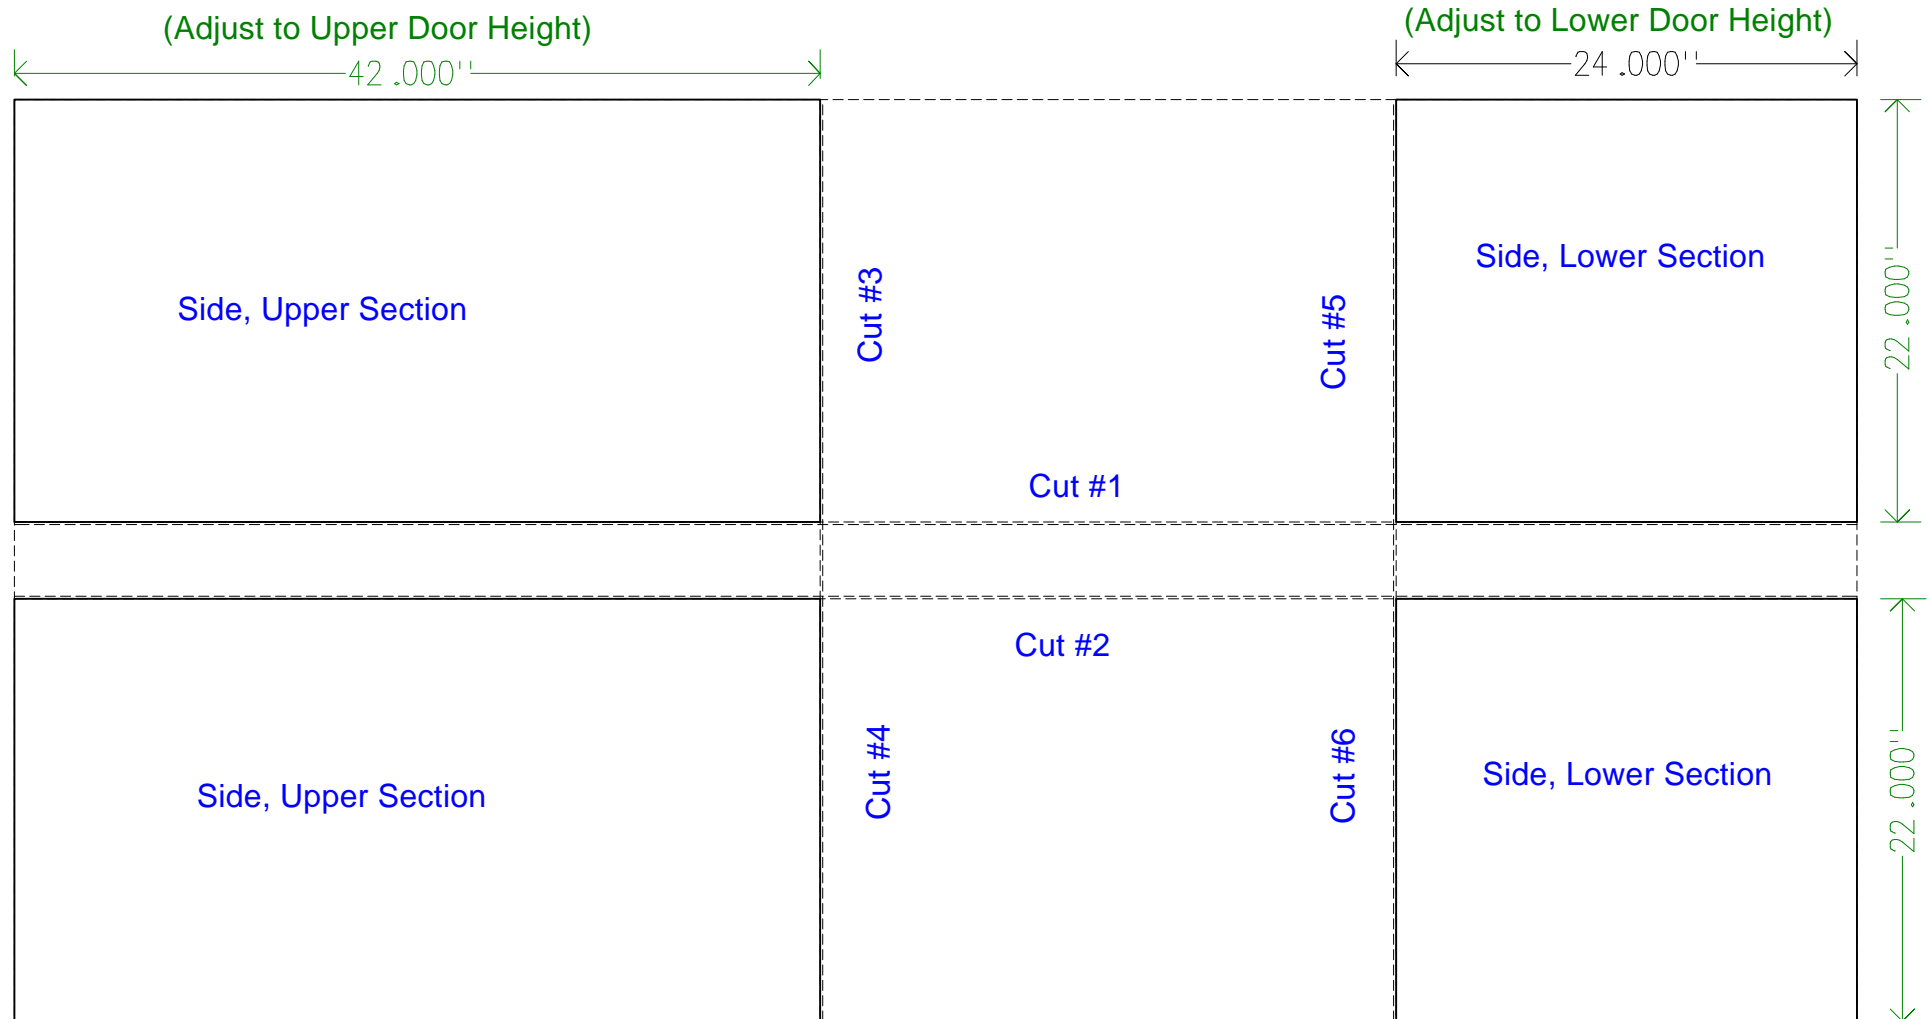 (Adjust to Upper Door Height)
(Adjust to Lower Door Height)
42 .000''
24 .000''
Side, Upper Section
Cut #3
Cut #5
Side, Lower Section
22 .000''
Cut #1
Cut #2
Side, Upper Section
Cut #4
Cut #6
Side, Lower Section
22 .000''